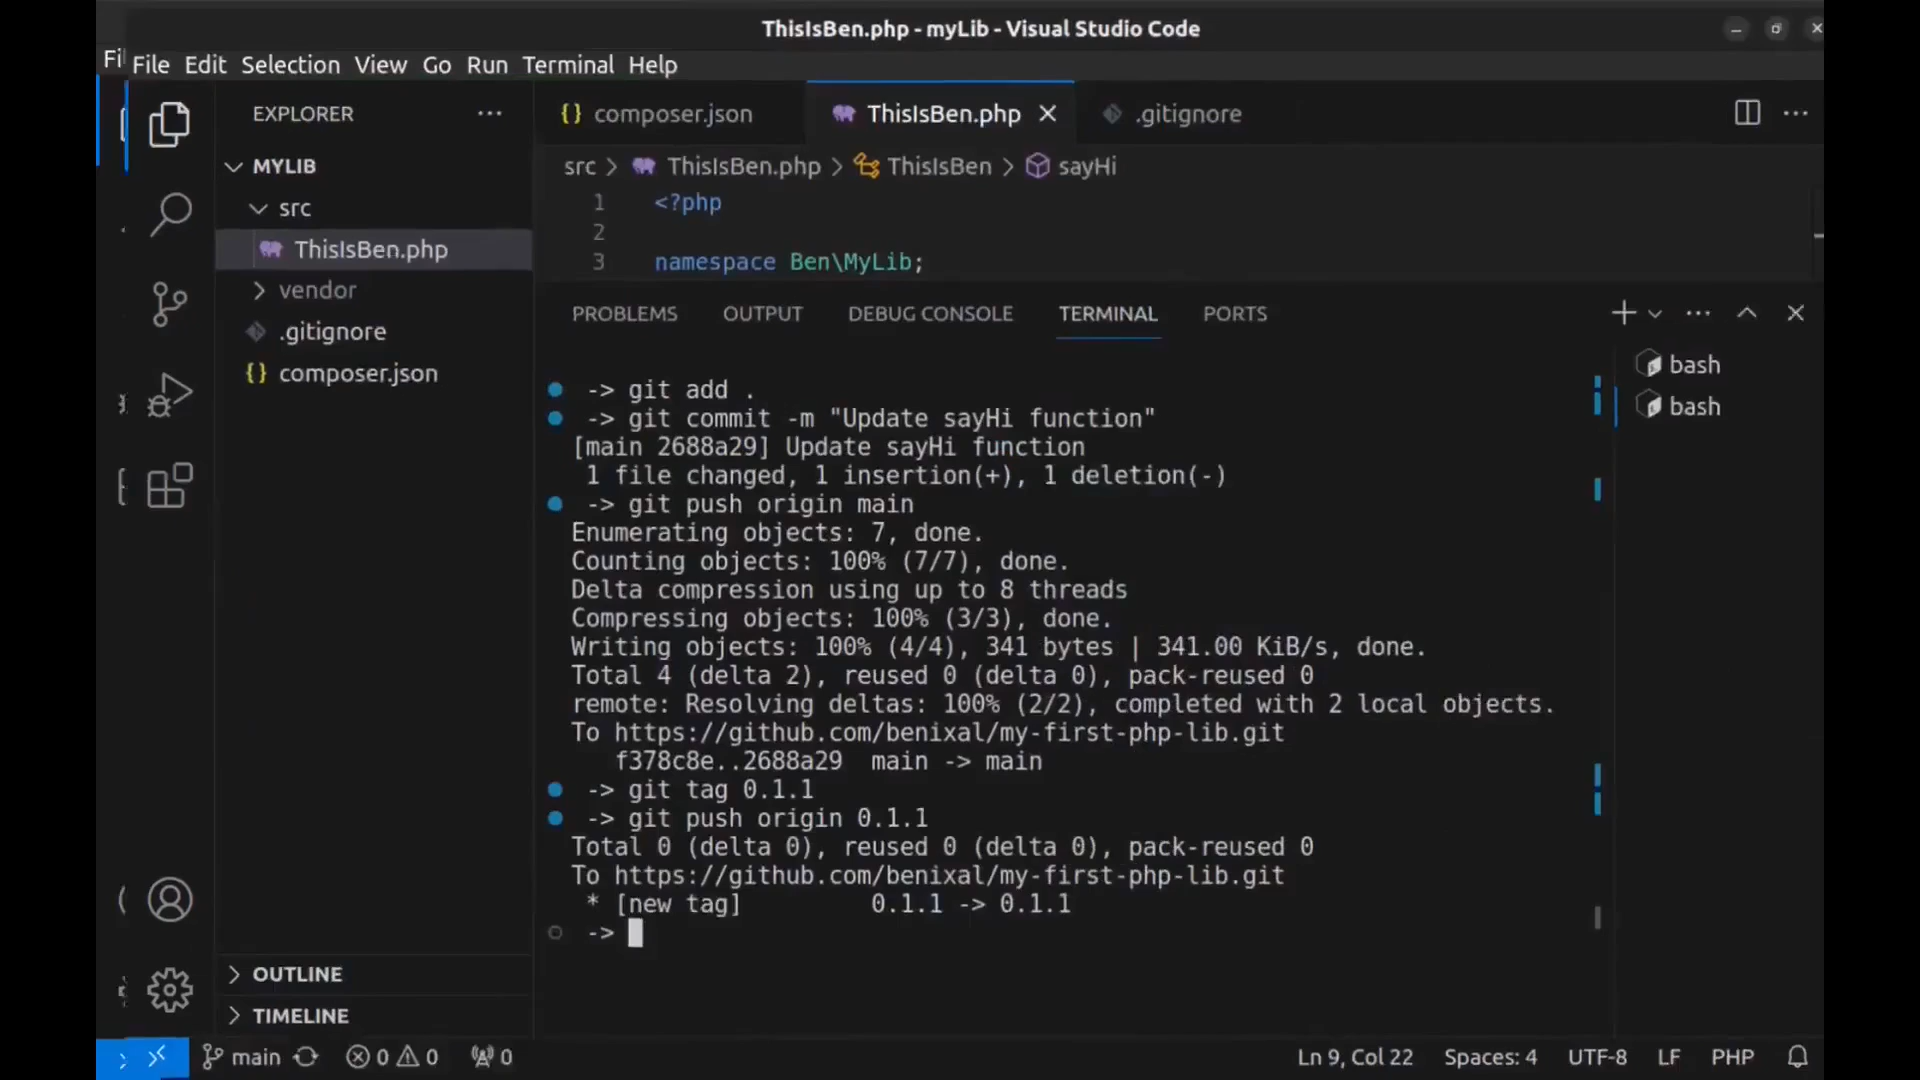 ThisIsBen.php - myLib - Visual Studio Code
Fi
File Edit Selection View Go Run Terminal Help
EXPLORER
composer.json
ThisIsBen.php
.gitignore
MYLIB
src > ThisIsBen.php > ThisIsBen > sayHi
src
ThisIsBen.php
vendor
.gitignore
composer.json
1 <?php
2
3 namespace Ben\MyLib;
PROBLEMS OUTPUT DEBUG CONSOLE TERMINAL PORTS
bash
bash
-> git add .
-> git commit -m "Update sayHi function"
[main 2688a29] Update sayHi function
1 file changed, 1 insertion(+), 1 deletion(-)
-> git push origin main
Enumerating objects: 7, done.
Counting objects: 100% (7/7), done.
Delta compression using up to 8 threads
Compressing objects: 100% (3/3), done.
Writing objects: 100% (4/4), 341 bytes | 341.00 KiB/s, done.
Total 4 (delta 2), reused 0 (delta 0), pack-reused 0
remote: Resolving deltas: 100% (2/2), completed with 2 local objects.
To https://github.com/benixal/my-first-php-lib.git
f378c8e..2688a29 main -> main
-> git tag 0.1.1
-> git push origin 0.1.1
Total 0 (delta 0), reused 0 (delta 0), pack-reused 0
To https://github.com/benixal/my-first-php-lib.git
* [new tag] 0.1.1 -> 0.1.1
->
OUTLINE
TIMELINE
main 0 0 0 Ln 9, Col 22 Spaces: 4 UTF-8 LF PHP